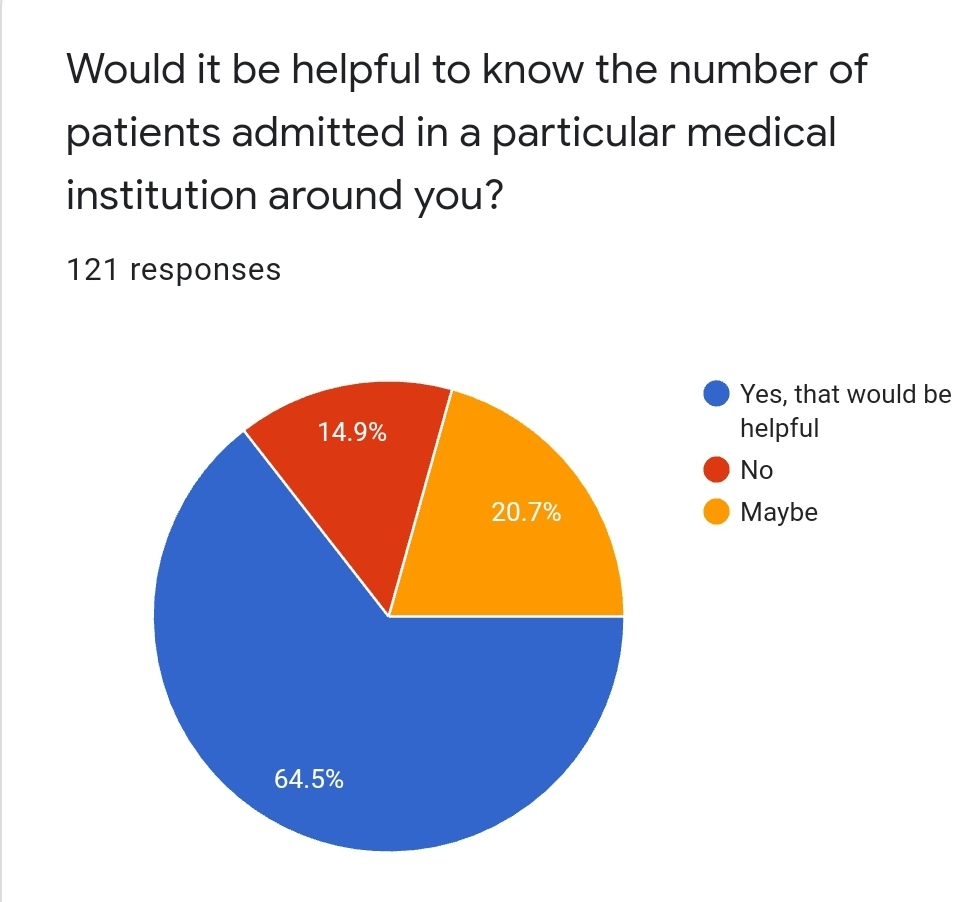 Would it be helpful to know the number of
patients admitted in a particular medical
institution around you?
121 responses
Yes, that would be
helpful
No
Maybe
14.9%
20.7%
64.5%